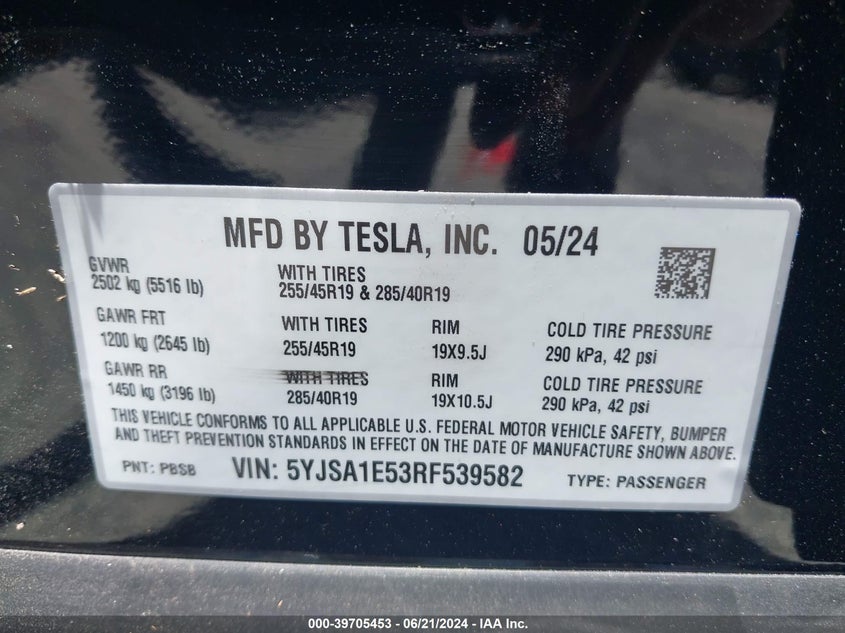 MFD BY TESLA, INC. 05/24
GVWR
2502 kg (5516 lb)
WITH TIRES
255/45R19 & 285/40R19
GAWR FRT
1200 kg (2645 lb)
WITH TIRES
255/45R19
RIM
19X9.5J
COLD TIRE PRESSURE
290 kPa, 42 psi
GAWR RR
1450 kg (3196 lb)
WITH TIRES
285/40R19
RIM
19X10.5J
COLD TIRE PRESSURE
290 kPa, 42 psi
THIS VEHICLE CONFORMS TO ALL APPLICABLE U.S. FEDERAL MOTOR VEHICLE SAFETY, BUMPER
AND THEFT PREVENTION STANDARDS IN EFFECT ON THE DATE OF MANUFACTURE SHOWN ABOVE.
PNT: PBSB VIN: 5YJSA1E53RF539582 TYPE: PASSENGER
000-39705453 - 06/21/2024 - IAA Inc.